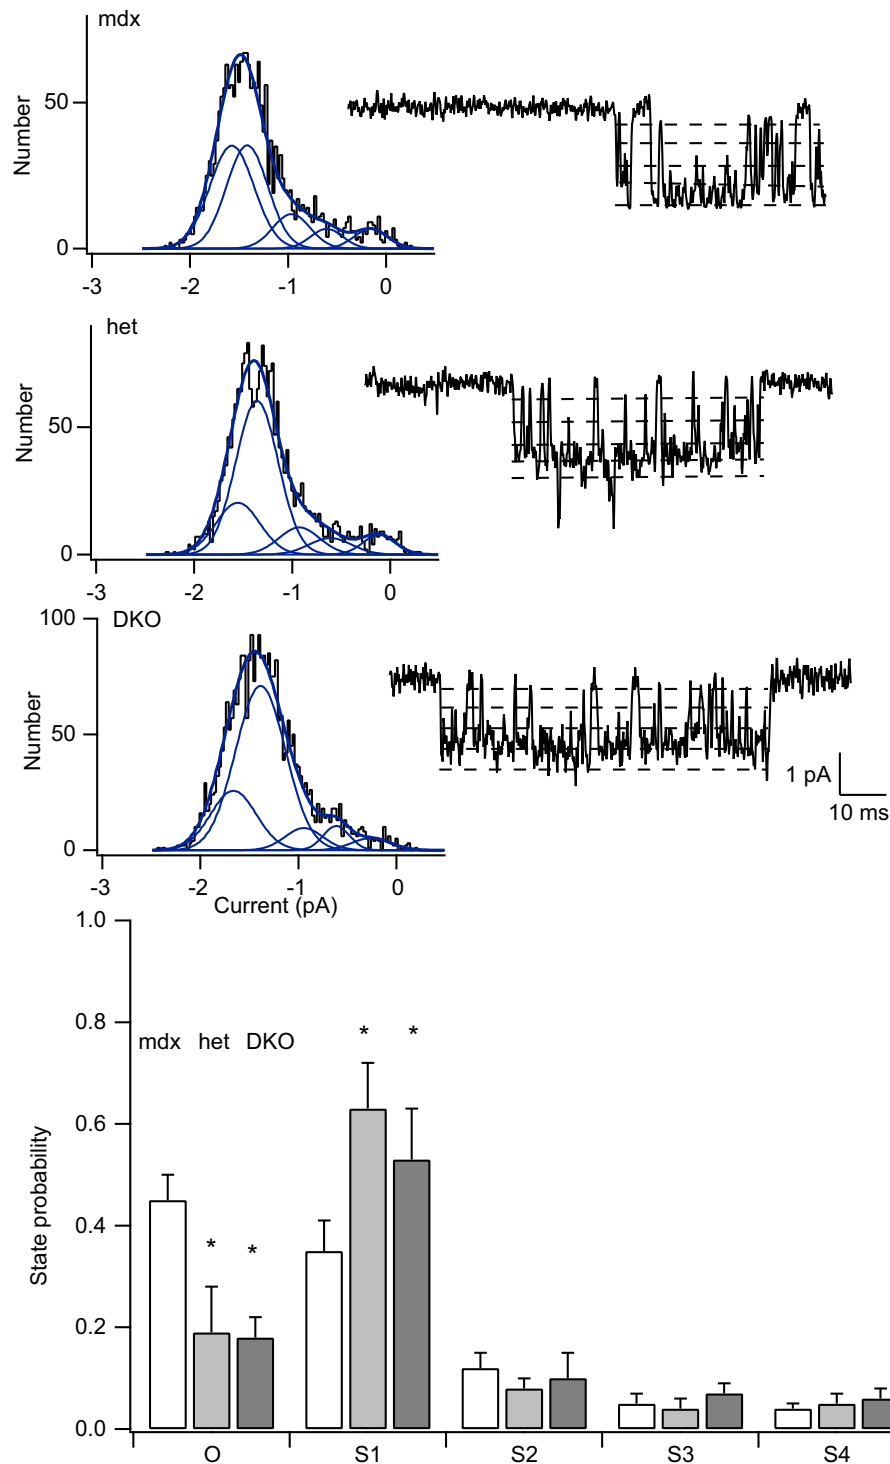 mdx
Number
50
0
-3 -2 -1 0
het
Number
50
0
-3 -2 -1 0
100
DKO
Number
50
0
1 pA
10 ms
-3 -2 -1 0
Current (pA)
1.0
0.8
mdx het DKO
* *
0.6
State probability
0.4
* *
0.2
0.0
O S1 S2 S3 S4